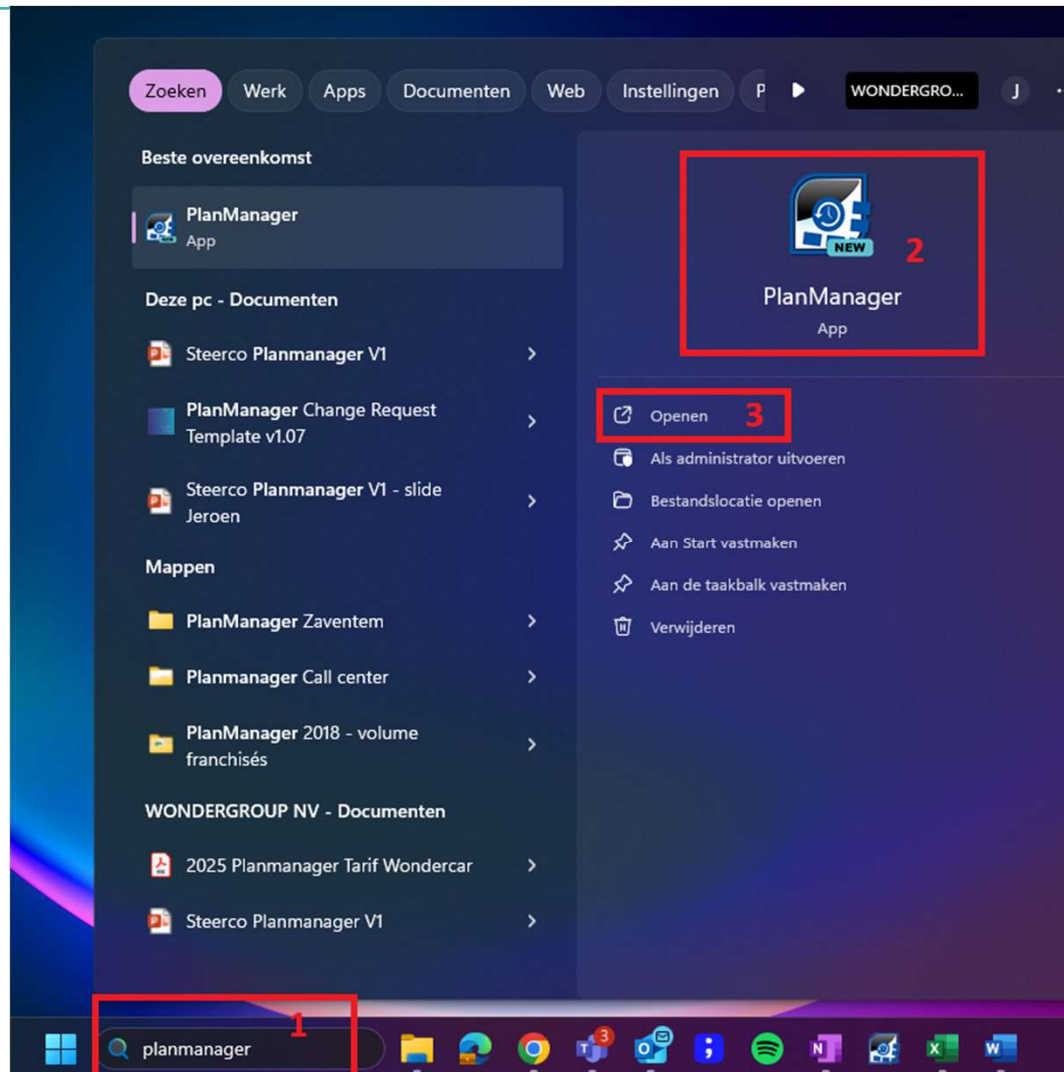 Zoeken Werk Apps Documenten Web Instellingen WONDERGRO... J
Beste overeenkomst
PlanManager
App
Deze pc - Documenten
Steerco Planmanager V1
PlanManager Change Request
Template v1.07
Steerco Planmanager V1 - slide
Jeroen
Mappen
PlanManager Zaventem
Planmanager Call center
PlanManager 2018 - volume
franchisés
WONDERGROUP NV - Documenten
2025 Planmanager Tarif Wondercar
Steerco Planmanager V1
NEW
2
PlanManager
App
Openen 3
Als administrator uitvoeren
Bestandslocatie openen
Aan Start vastmaken
Aan de taakbalk vastmaken
Verwijderen
1
planmanager
3